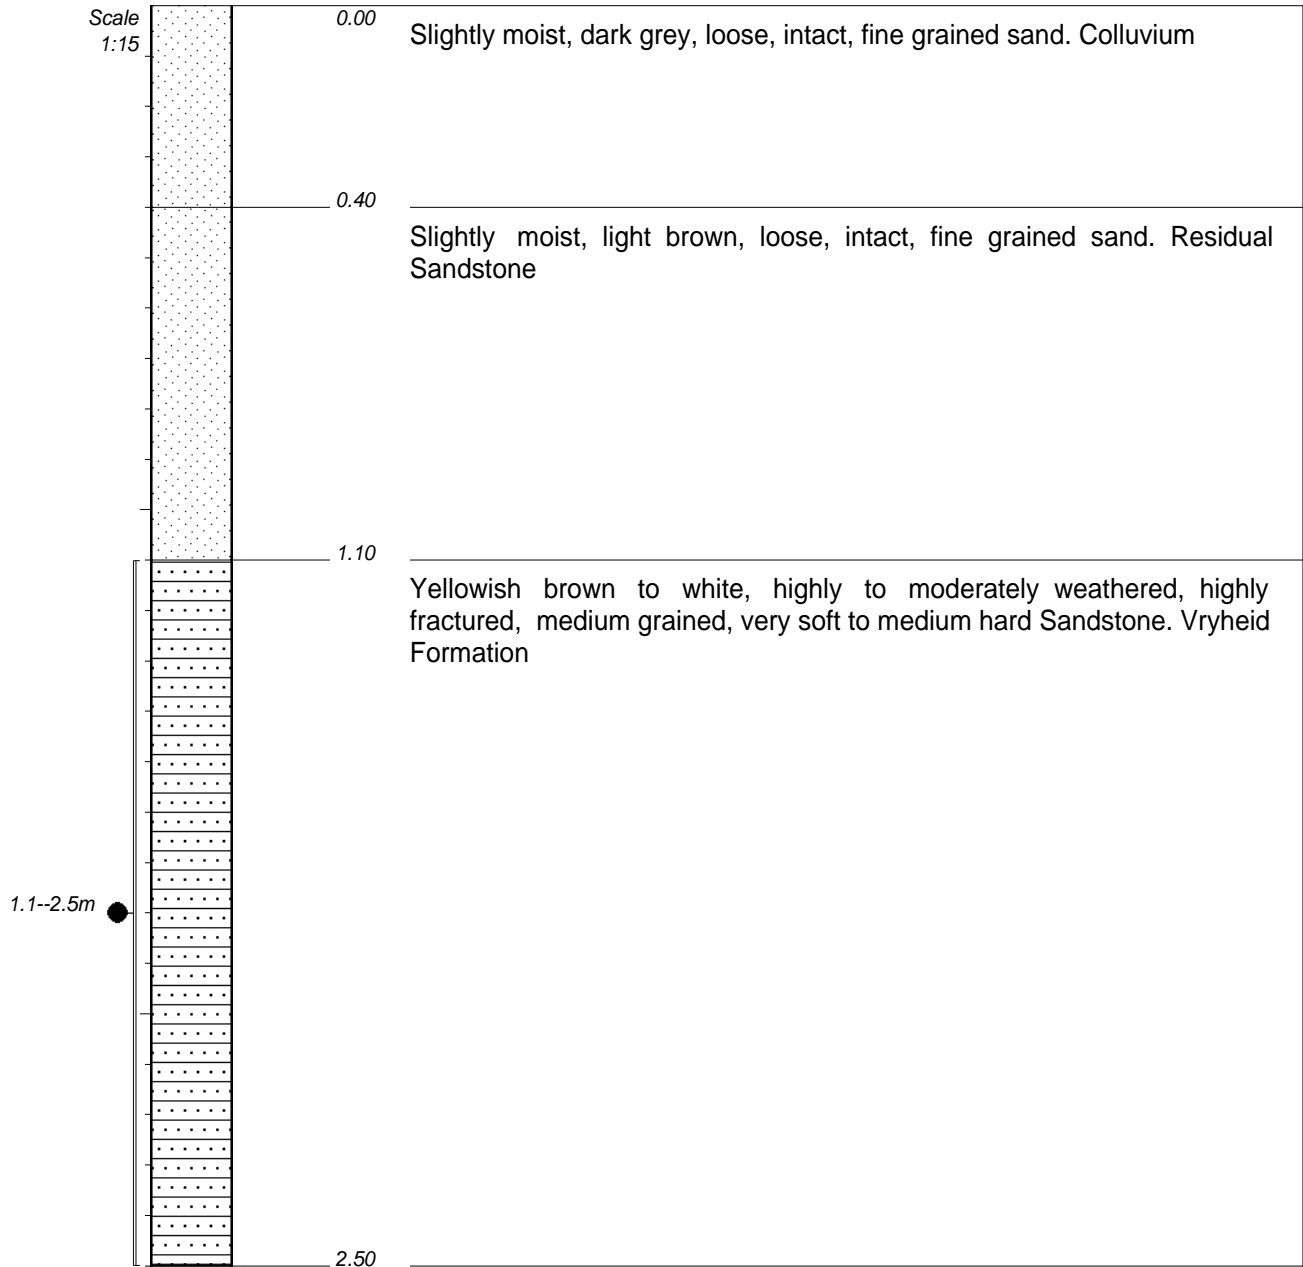 Scale
1:15
0.00
Slightly moist, dark grey, loose, intact, fine grained sand. Colluvium
0.40
Slightly moist, light brown, loose, intact, fine grained sand. Residual
Sandstone
1.10
Yellowish brown to white, highly to moderately weathered, highly
fractured, medium grained, very soft to medium hard Sandstone. Vryheid
Formation
1.1--2.5m
2.50